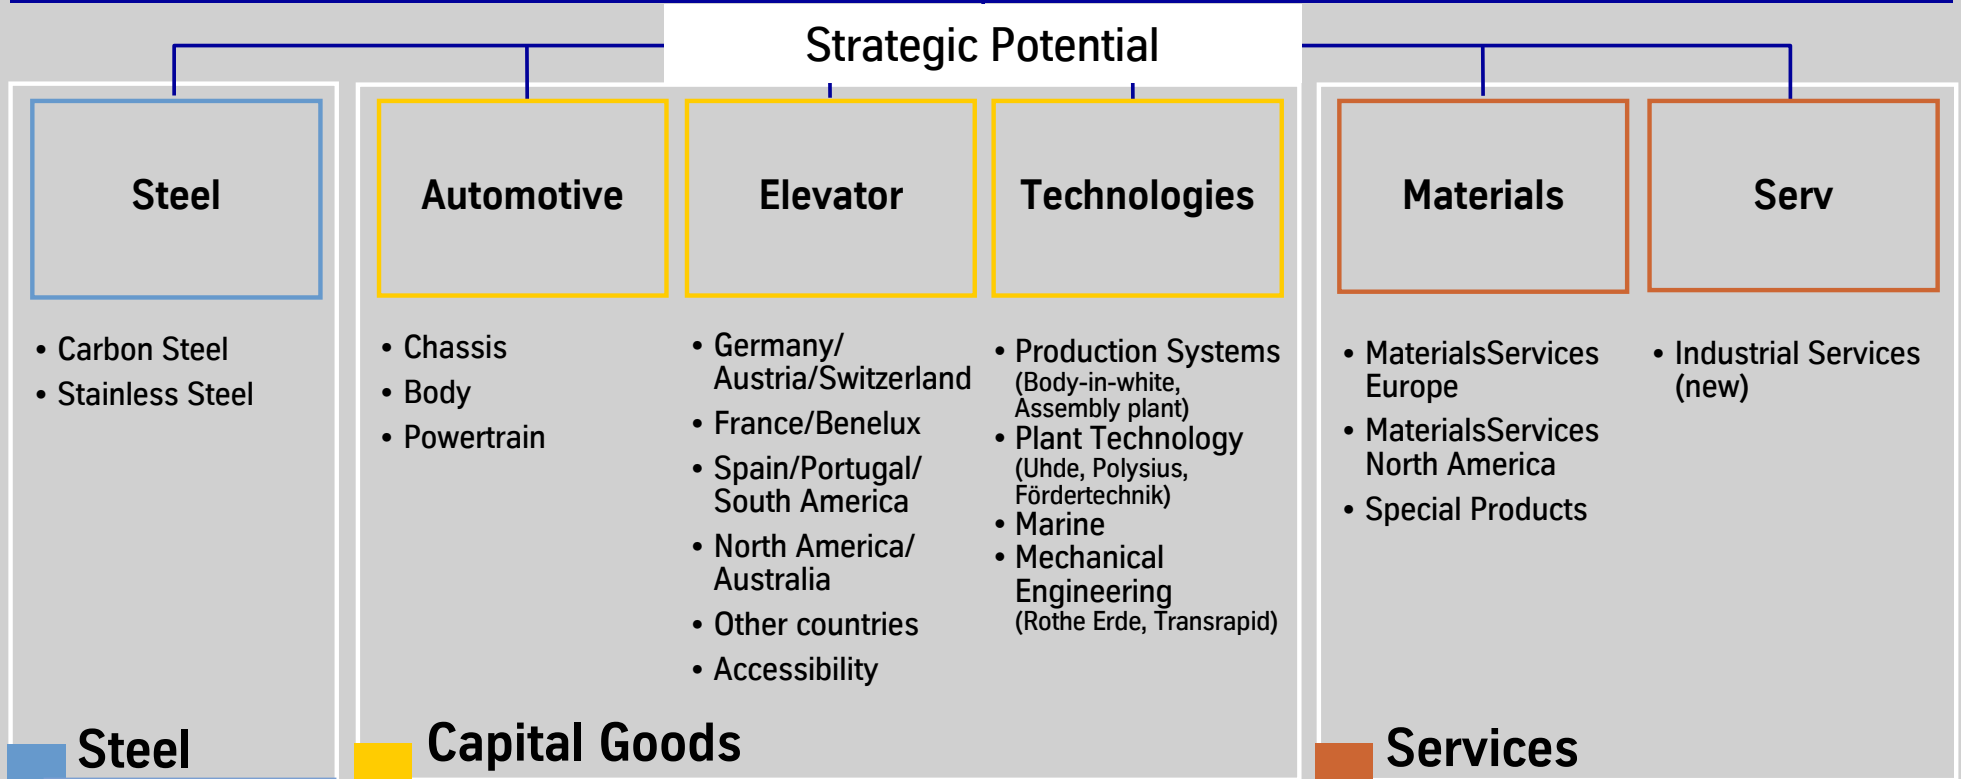 Strategic Potential
Steel
Automotive
Elevator
Technologies
Materials
Serv
• Carbon Steel
• Stainless Steel
• Chassis
• Body
• Powertrain
• Germany/
Austria/Switzerland
• France/Benelux
• Spain/Portugal/
South America
• North America/
Australia
• Other countries
• Accessibility
• Production Systems
(Body-in-white,
Assembly plant)
• Plant Technology
(Uhde, Polysius,
Fördertechnik)
• Marine
• Mechanical
Engineering
(Rothe Erde, Transrapid)
• MaterialsServices
Europe
• MaterialsServices
North America
• Special Products
• Industrial Services
(new)
Steel
Capital Goods
Services